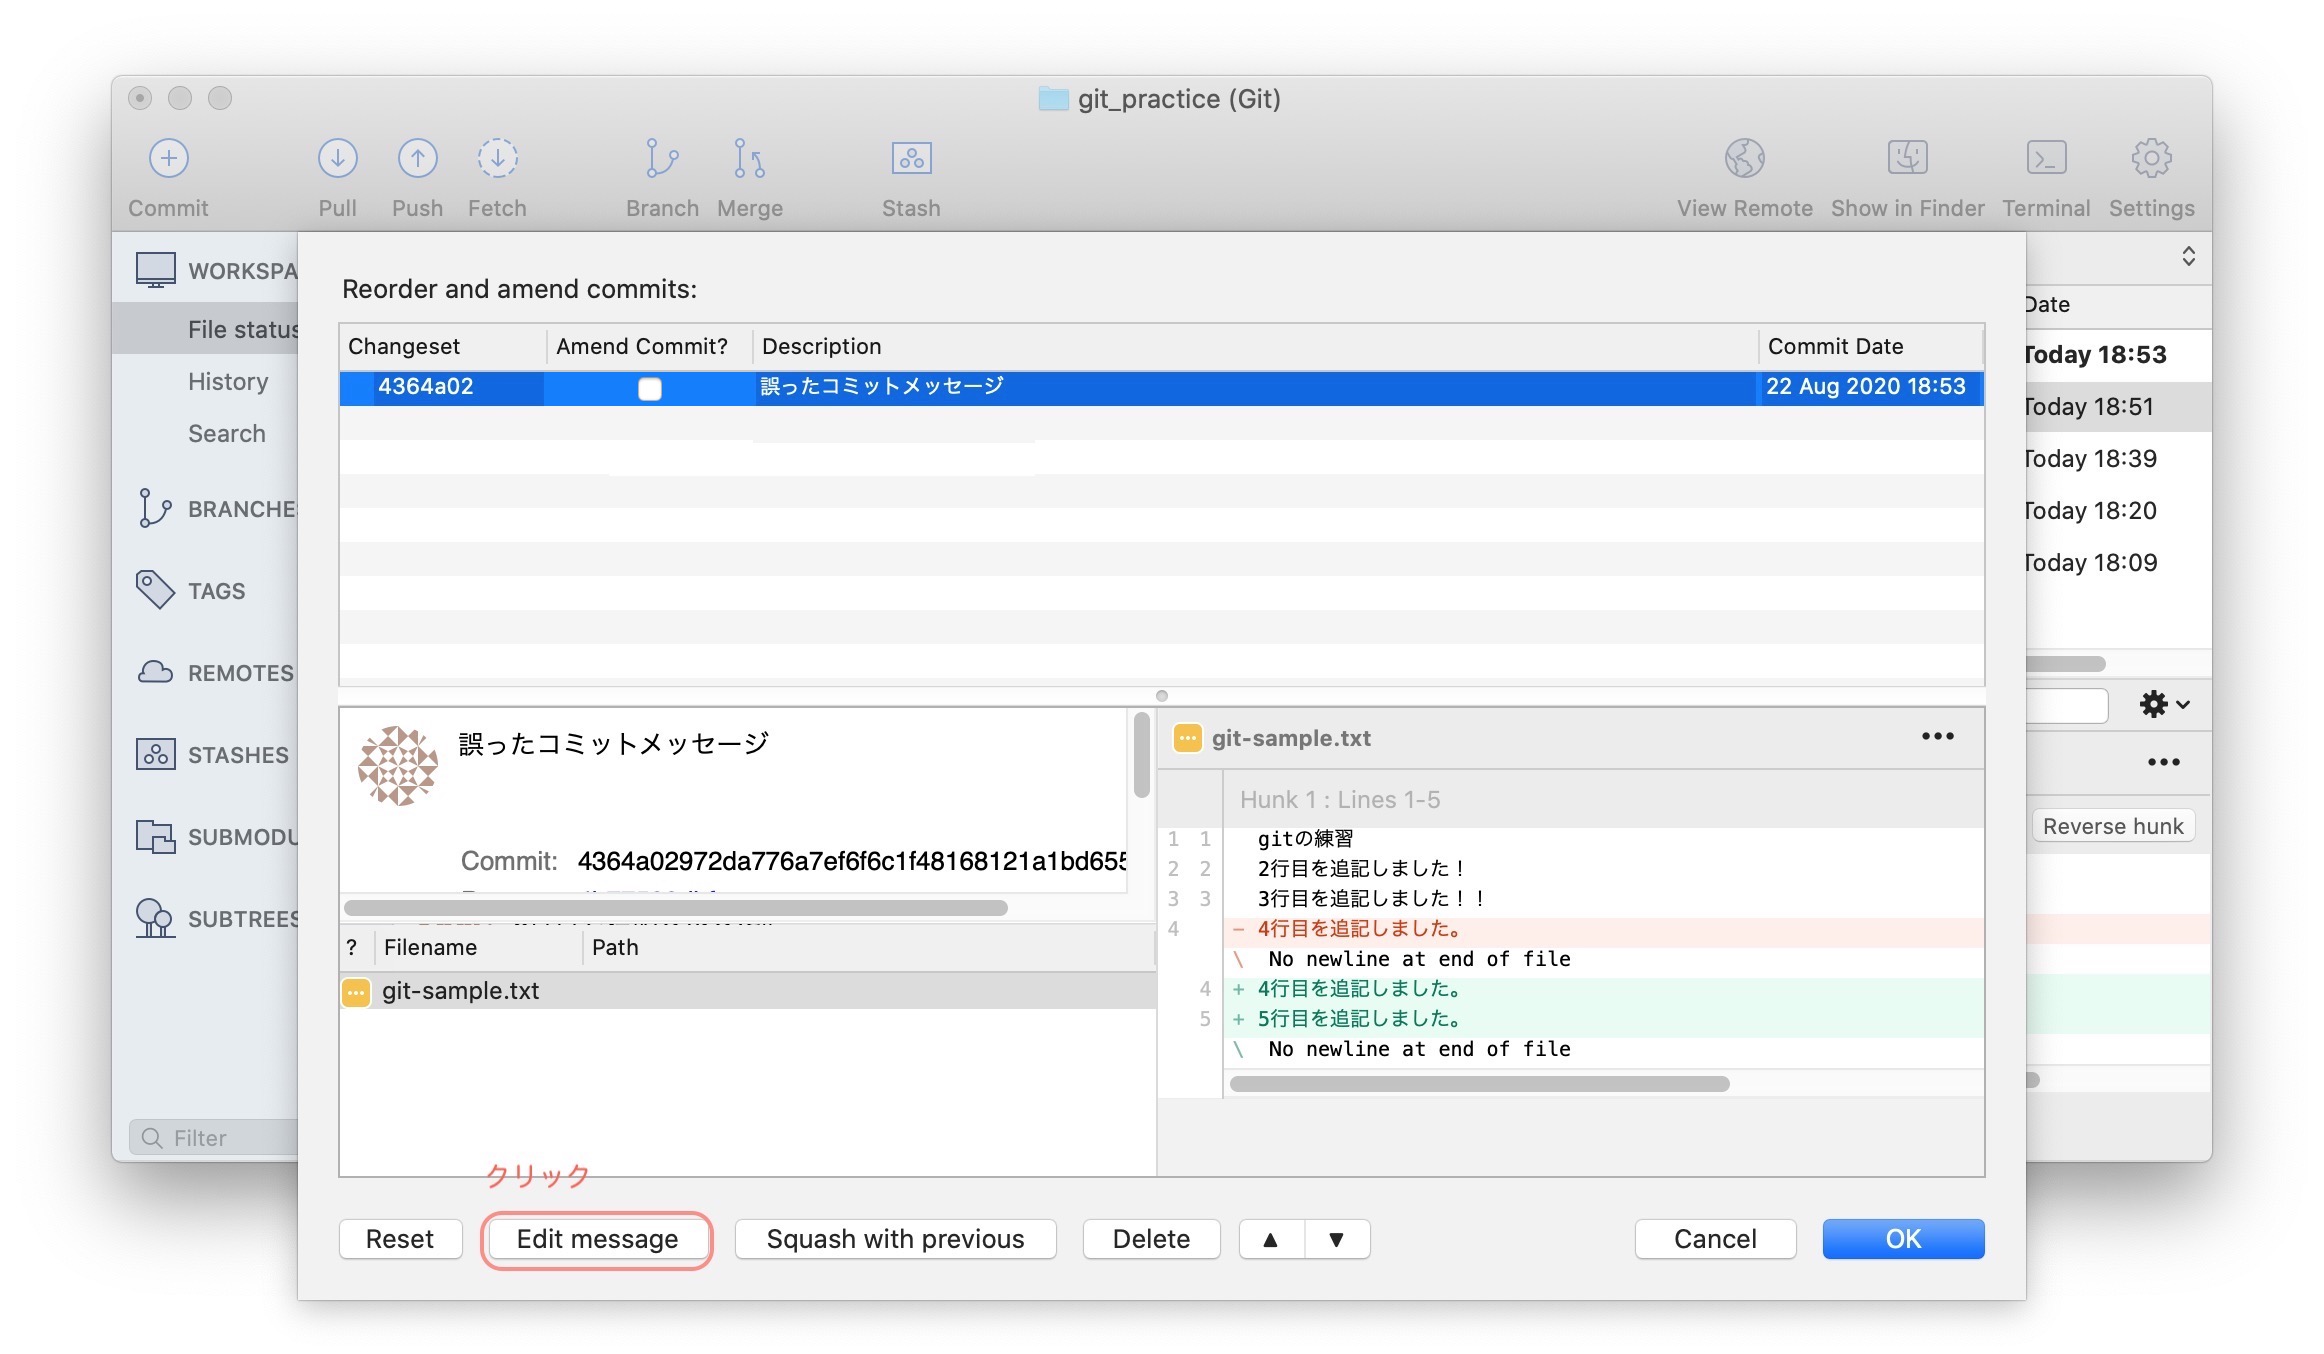 git_practice (Git)
Commit Pull Push Fetch Branch Merge Stash View Remote Show in Finder Terminal Settings
WORKSPA
File status
History
Search
BRANCHES
TAGS
REMOTES
STASHES
SUBMODU
SUBTREES
Filter
Reorder and amend commits:
Changeset Amend Commit? Description Commit Date
4364a02 誤ったコミットメッセージ 22 Aug 2020 18:53
Date
Today 18:53
Today 18:51
Today 18:39
Today 18:20
Today 18:09
Reverse hunk
誤ったコミットメッセージ
Commit: 4364a02972da776a7ef6f6c1f48168121a1bd655
? Filename Path
git-sample.txt
git-sample.txt
Hunk 1 : Lines 1-5
1 1 gitの練習
2 2 2行目を追記しました！
3 3 3行目を追記しました！！
4 - 4行目を追記しました。
\ No newline at end of file
4 + 4行目を追記しました。
5 + 5行目を追記しました。
\ No newline at end of file
クリック
Reset Edit message Squash with previous Delete ▲ ▼ Cancel OK